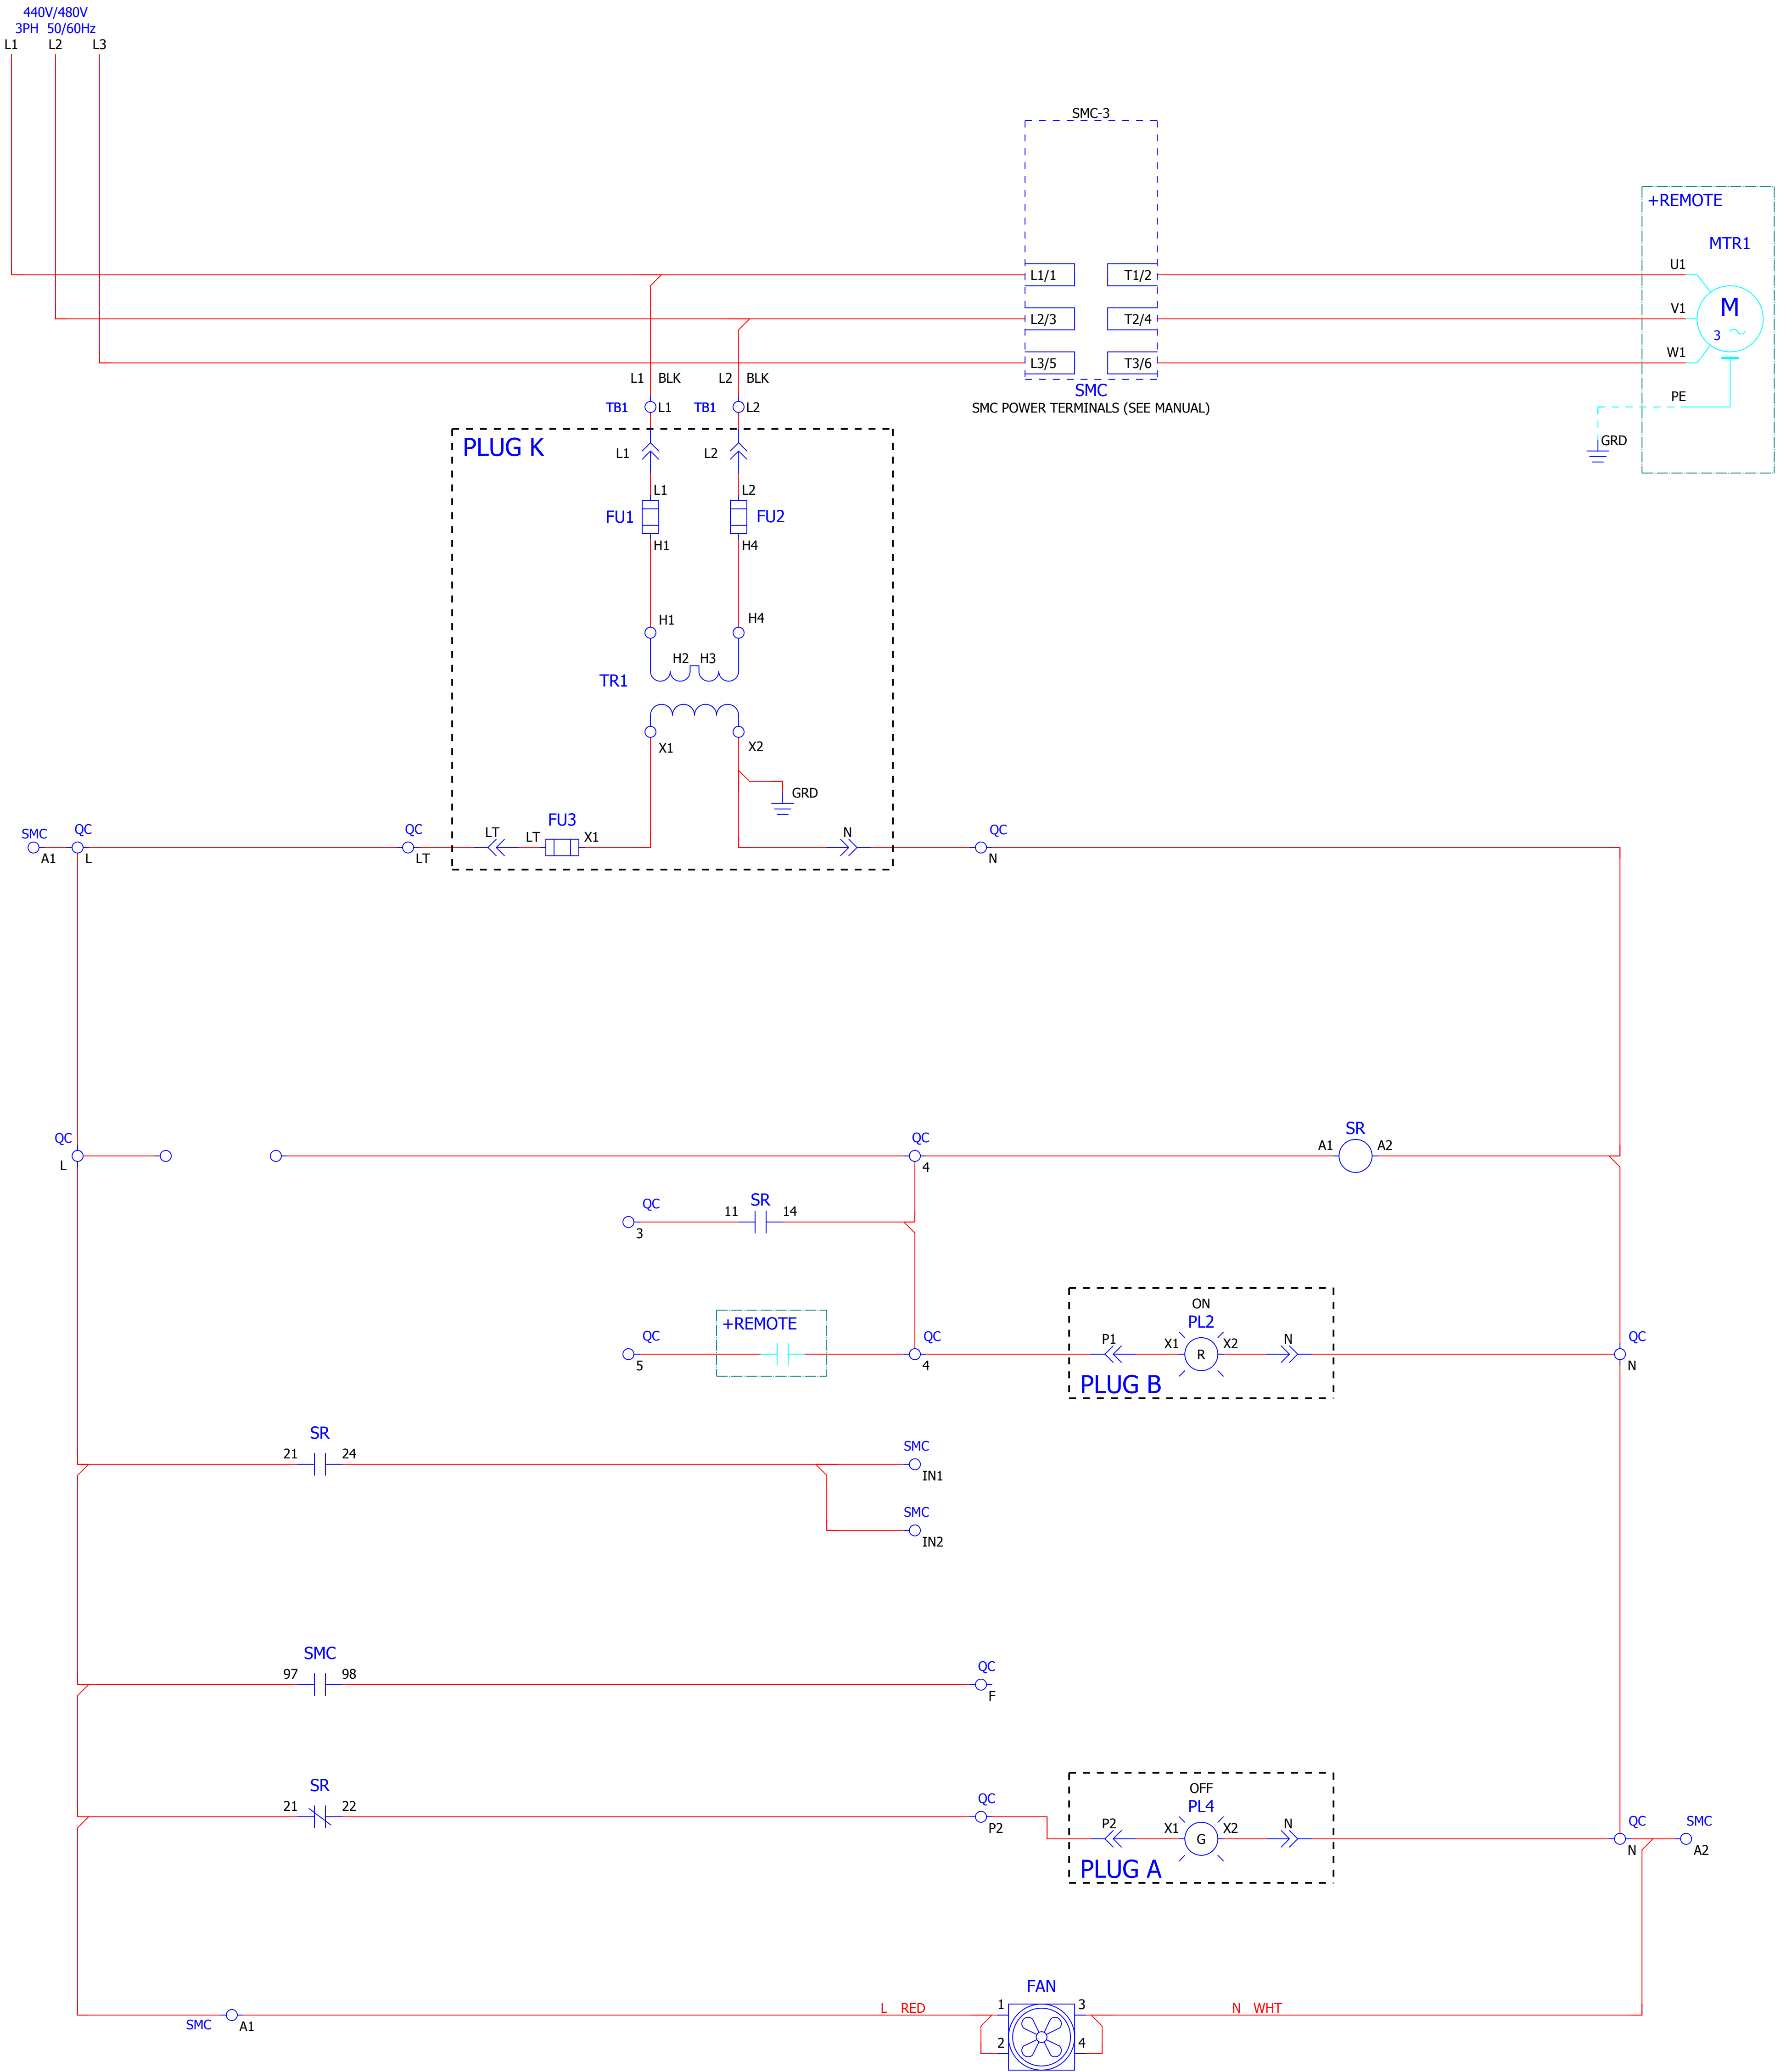 440V/480V
3PH 50/60Hz
L1 L2 L3
SMC-3
+REMOTE
MTR1
L1/1 T1/2 U1
L2/3 T2/4 V1
M
3
L3/5 T3/6 W1
L1 BLK L2 BLK
SMC
PE
TB1 L1 TB1 L2
SMC POWER TERMINALS (SEE MANUAL)
GRD
PLUG K
L1 L2
L1 L2
FU1 FU2
H1 H4
H1 H4
H2 H3
TR1
X1 X2
GRD
FU3
SMC QC QC LT LT X1 N QC
A1 L LT N
QC QC SR
A1 A2
L 4
QC SR
11 14
3
ON
+REMOTE PL2
QC QC P1 X1 X2 N QC
R
5 4 N
PLUG B
SR
21 24 SMC
IN1
SMC
IN2
SMC
97 98 QC
F
SR OFF
21 22 QC PL4
P2 P2 X1 X2 N QC SMC
G
PLUG A N A2
FAN
L RED 1 3 N WHT
SMC A1
2 4